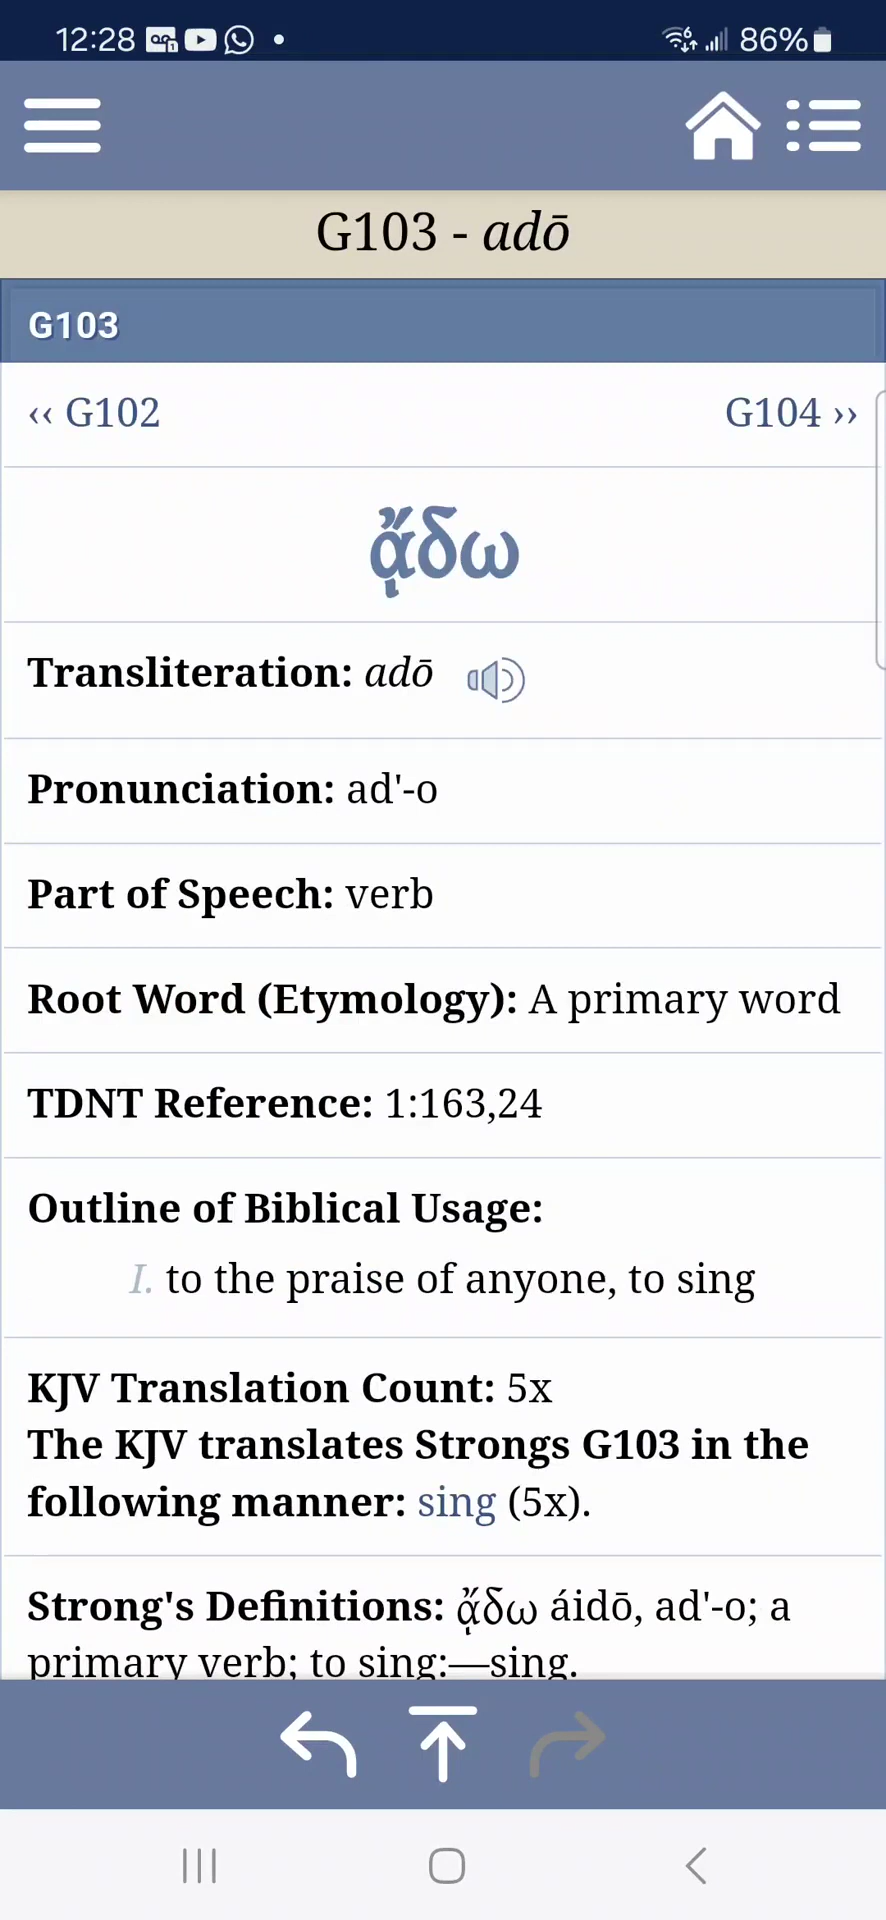 12:28
86%
G103 - adō
G103
‹‹ G102
G104 ››
ᾄδω
Transliteration: adō
Pronunciation: ad'-o
Part of Speech: verb
Root Word (Etymology): A primary word
TDNT Reference: 1:163,24
Outline of Biblical Usage:
I. to the praise of anyone, to sing
KJV Translation Count: 5x
The KJV translates Strongs G103 in the
following manner: sing (5x).
Strong's Definitions: ᾄδω áidō, ad'-o; a
primary verb; to sing:—sing.